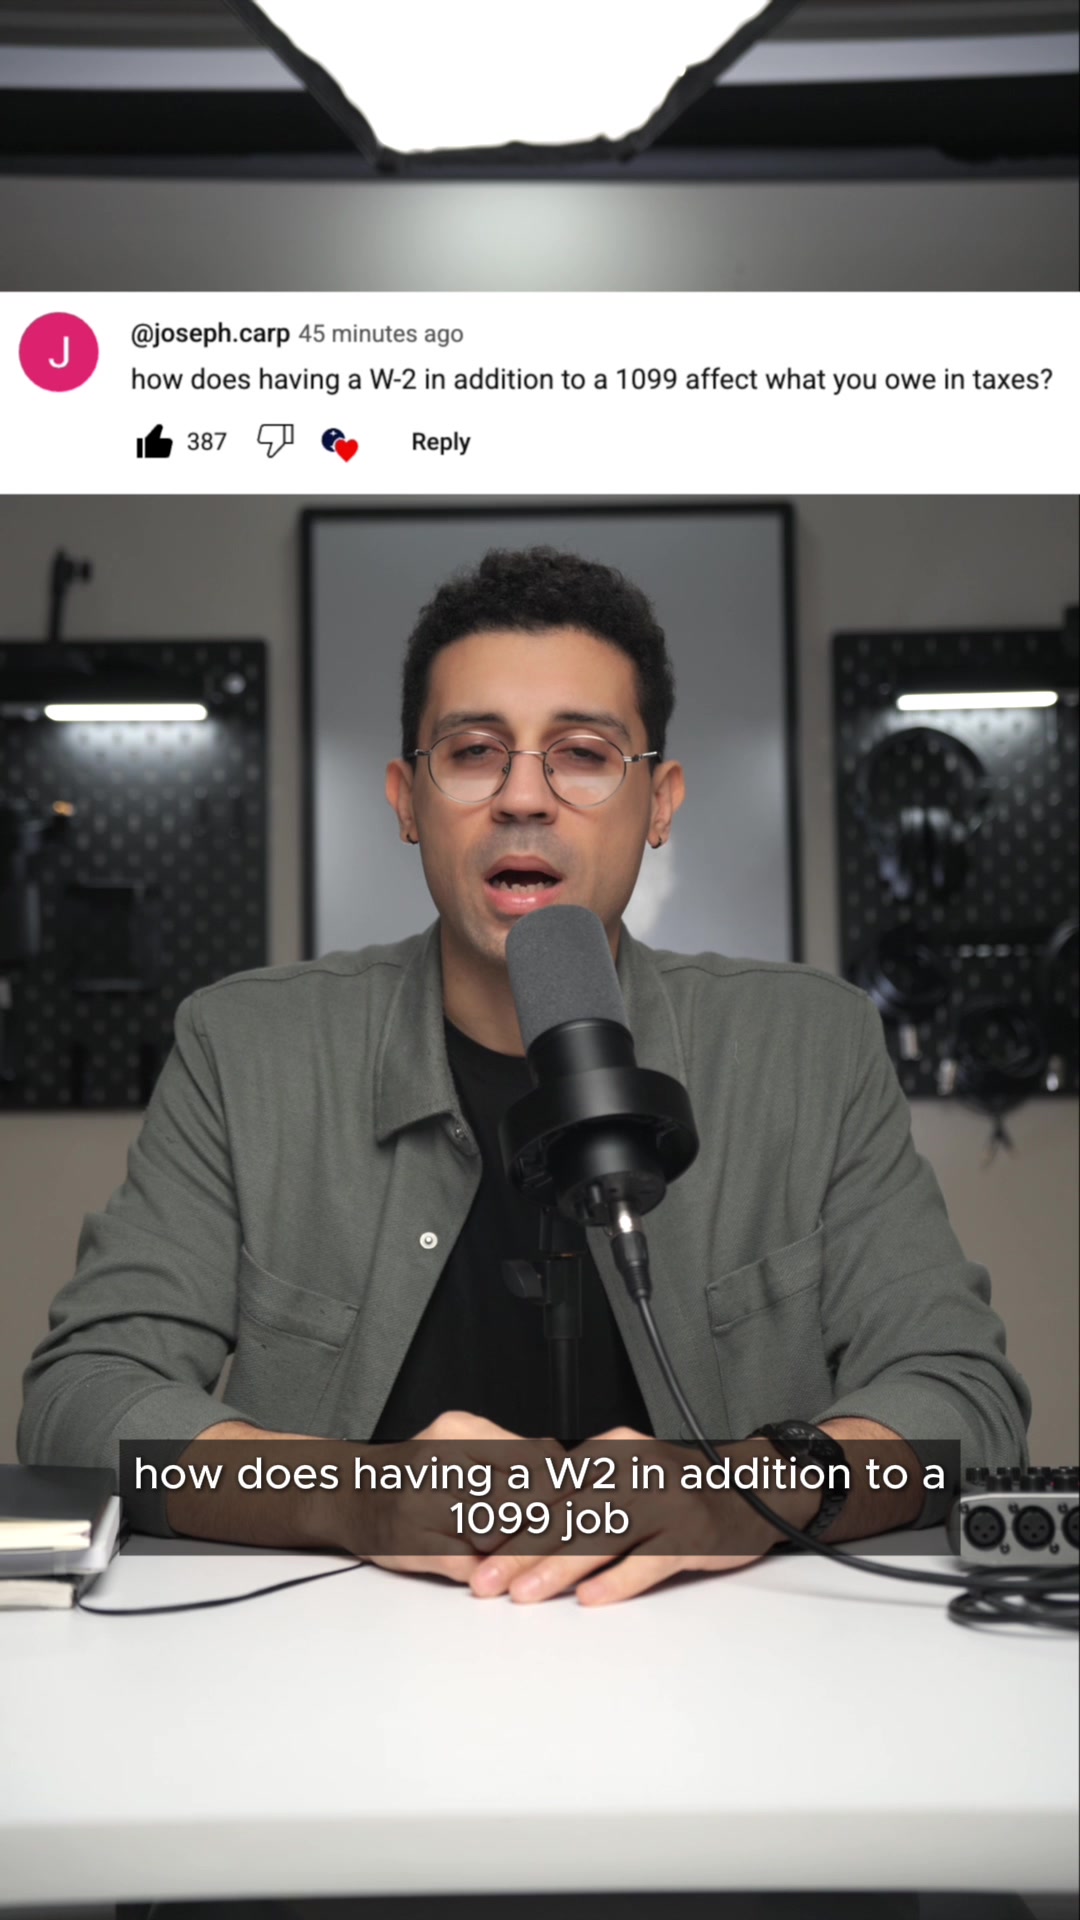 J
@joseph.carp 45 minutes ago
how does having a W-2 in addition to a 1099 affect what you owe in taxes?
387
Reply
how does having a W2 in addition to a
1099 job